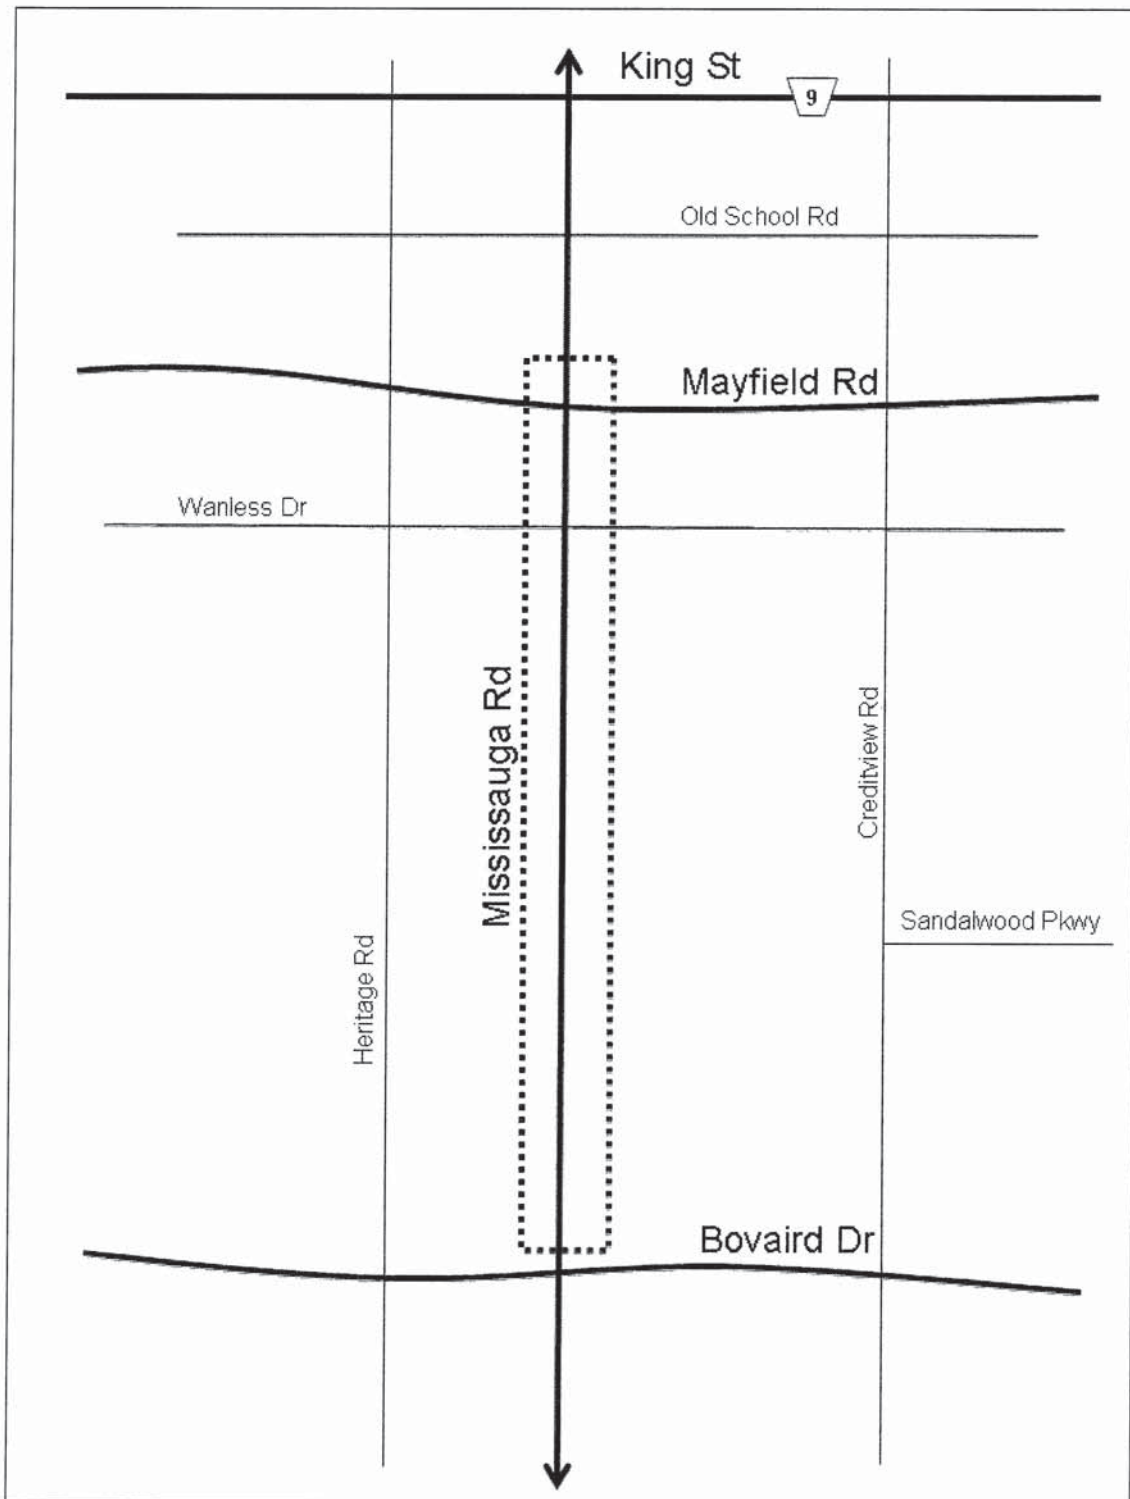 King St
9
Old School Rd
Mayfield Rd
Wanless Dr
Mississauga Rd
Creditview Rd
Sandalwood Pkwy
Heritage Rd
Bovaird Dr